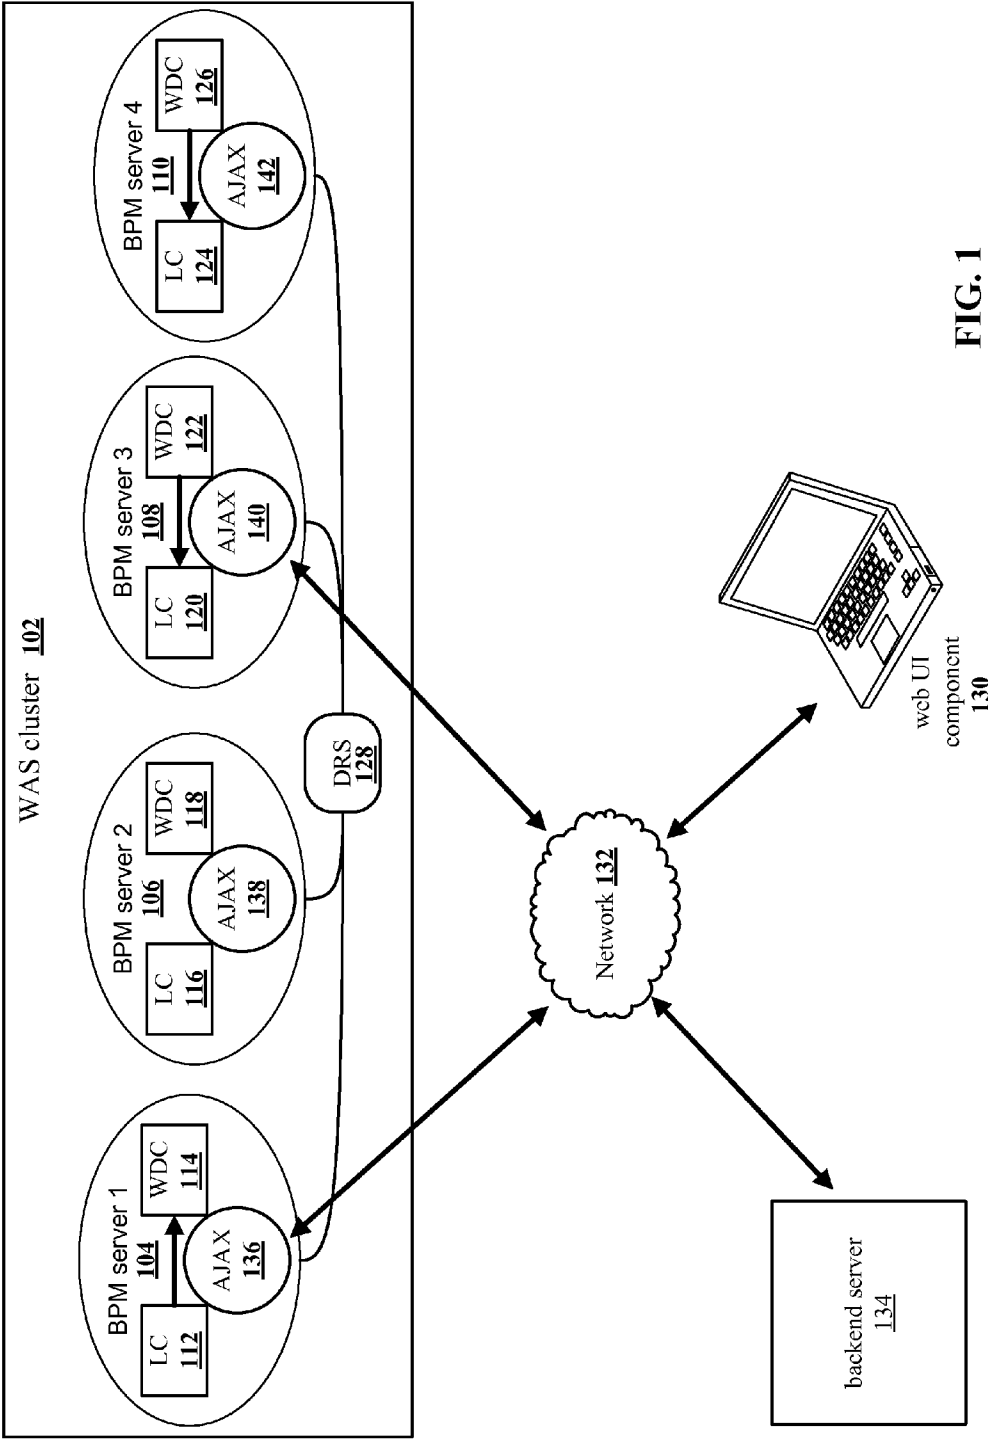 WAS cluster 102
BPM server 1
104
LC
112
WDC
114
AJAX
136
BPM server 2
106
LC
116
WDC
118
AJAX
138
BPM server 3
108
LC
120
WDC
122
AJAX
140
BPM server 4
110
LC
124
WDC
126
AJAX
142
DRS
128
Network 132
backend server
134
web UI
component
130
FIG. 1